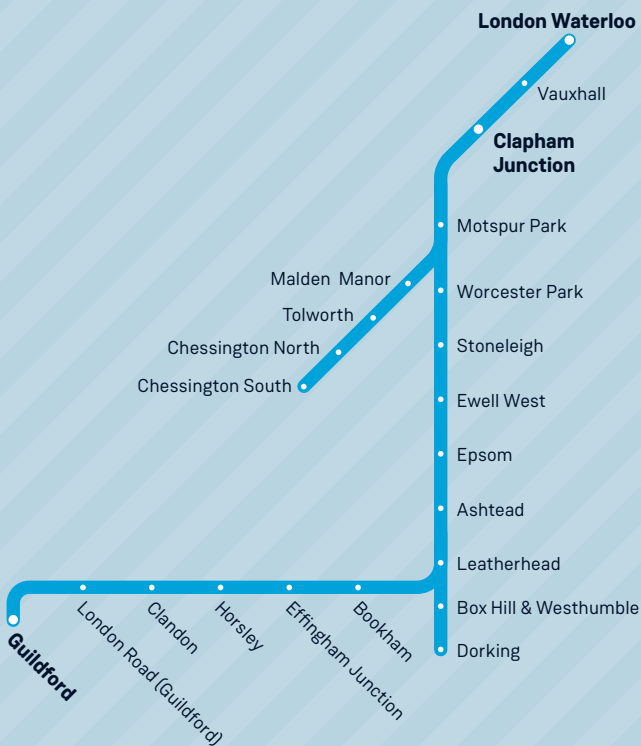 London Waterloo
Vauxhall
Clapham
Junction
Motspur Park
Malden Manor
Worcester Park
Tolworth
Stoneleigh
Chessington North
Chessington South
Ewell West
Epsom
Ashtead
Leatherhead
Box Hill & Westhumble
Dorking
Guildford
London Road (Guildford)
Clandon
Horsley
Effingham Junction
Bookham